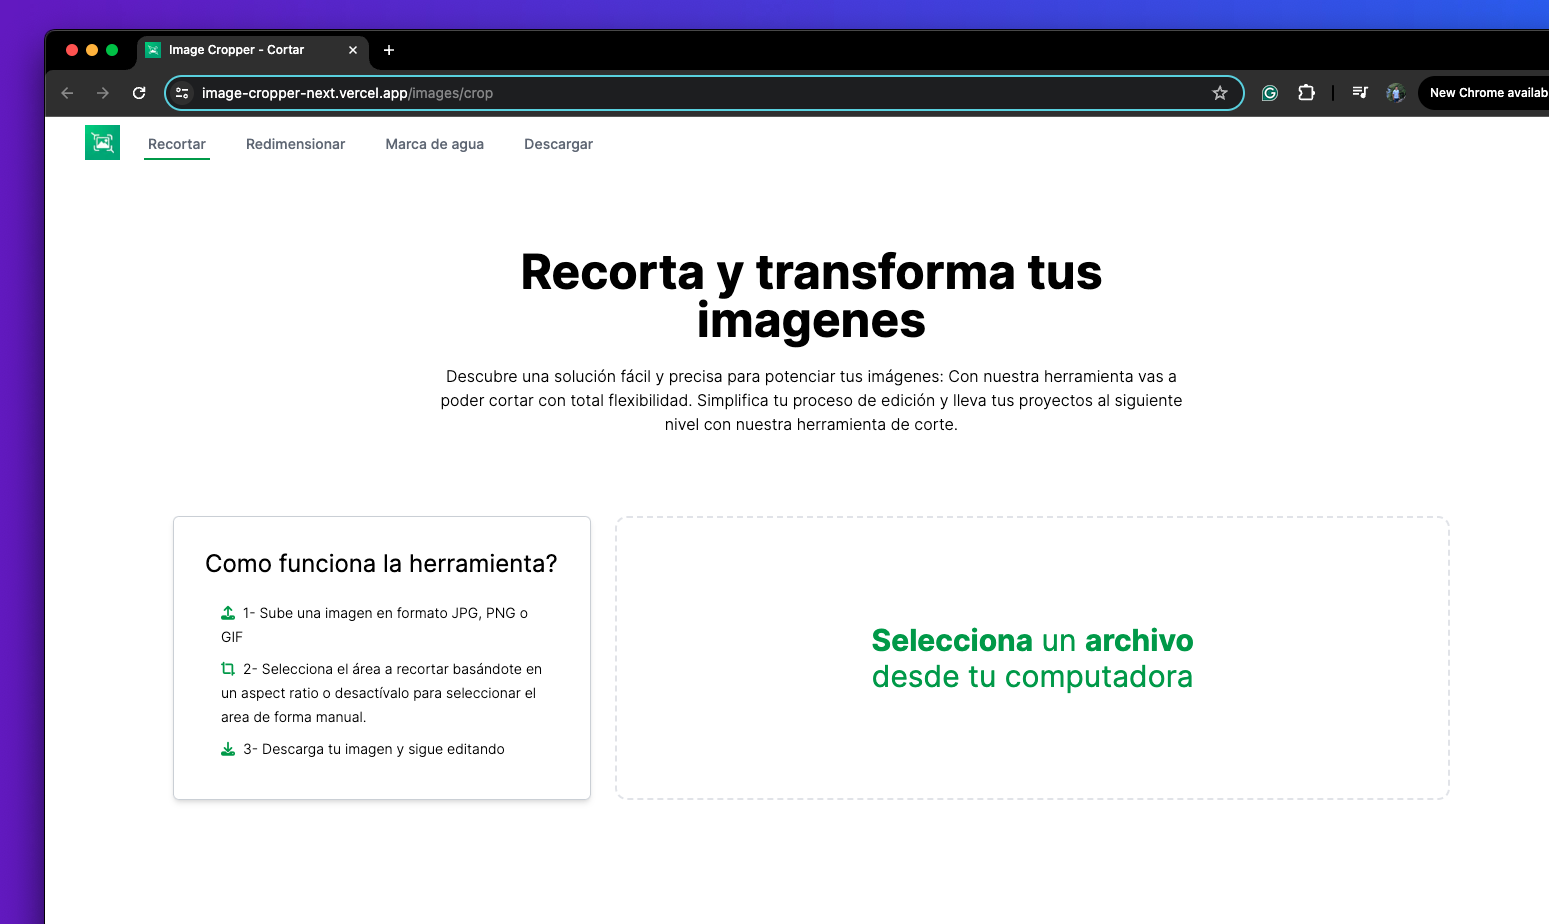 Image Cropper - Cortar
image-cropper-next.vercel.app/images/crop
New Chrome availab
Recortar
Redimensionar
Marca de agua
Descargar
Recorta y transforma tus
imagenes
Descubre una solución fácil y precisa para potenciar tus imágenes: Con nuestra herramienta vas a
poder cortar con total flexibilidad. Simplifica tu proceso de edición y lleva tus proyectos al siguiente
nivel con nuestra herramienta de corte.
Como funciona la herramienta?
1- Sube una imagen en formato JPG, PNG o
GIF
2- Selecciona el área a recortar basándote en
un aspect ratio o desactívalo para seleccionar el
area de forma manual.
3- Descarga tu imagen y sigue editando
Selecciona un archivo
desde tu computadora